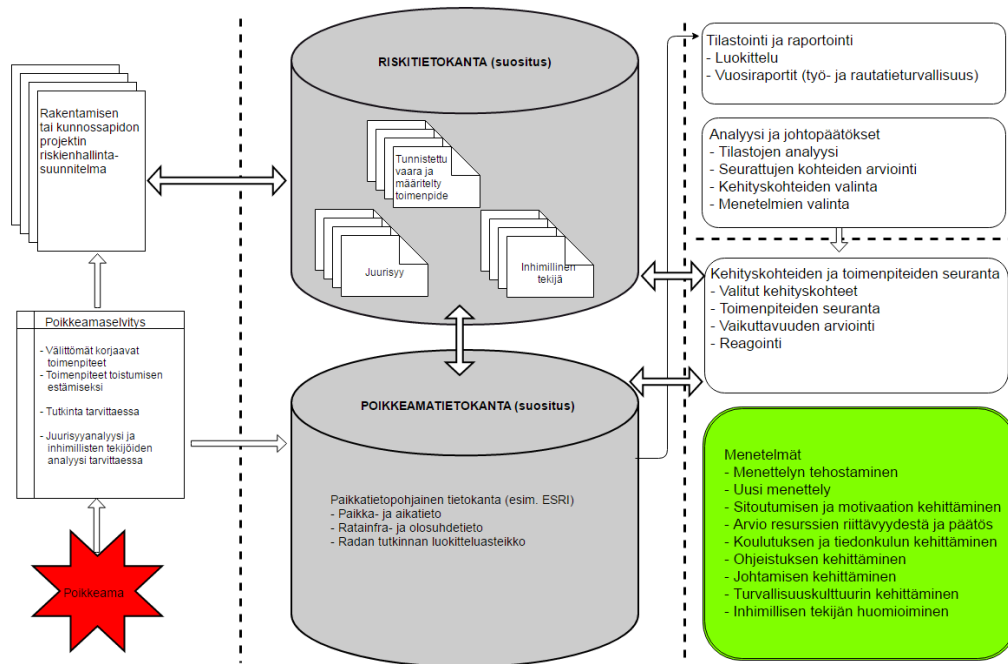 Rakentamisen
tai kunnossapidon
projektin
riskienhallinta-
suunnitelma
Poikkeamaselvitys
- Välittömät korjaavat
toimenpiteet
- Toimenpiteet toistumisen
estämiseksi
- Tutkinta tarvittaessa
- Juurisyyanalyysi ja
inhimillisten tekijöiden
analyysi tarvittaessa
Poikkeama
RISKITIETOKANTA (suositus)
Tunnistettu
vaara ja
määritelty
toimenpide
Juurisyy
Inhimillinen
tekijä
POIKKEAMATIETOKANTA (suositus)
Paikkatietopohjainen tietokanta (esim. ESRI)
- Paikka- ja aikatieto
- Ratainfra- ja olosuhdetieto
- Radan tutkinnan luokitteluasteikko
Tilastointi ja raportointi
- Luokittelu
- Vuosiraportit (työ- ja rautatieturvallisuus)
Analyysi ja johtopäätökset
- Tilastojen analyysi
- Seurattujen kohteiden arviointi
- Kehityskohteiden valinta
- Menetelmien valinta
Kehityskohteiden ja toimenpiteiden seuranta
- Valitut kehityskohteet
- Toimenpiteiden seuranta
- Vaikuttavuuden arviointi
- Reagointi
Menetelmät
- Menettelyn tehostaminen
- Uusi menettely
- Sitoutumisen ja motivaation kehittäminen
- Arvio resurssien riittävyydestä ja päätös
- Koulutuksen ja tiedonkulun kehittäminen
- Ohjeistuksen kehittäminen
- Johtamisen kehittäminen
- Turvallisuuskulttuurin kehittäminen
- Inhimillisen tekijän huomioiminen